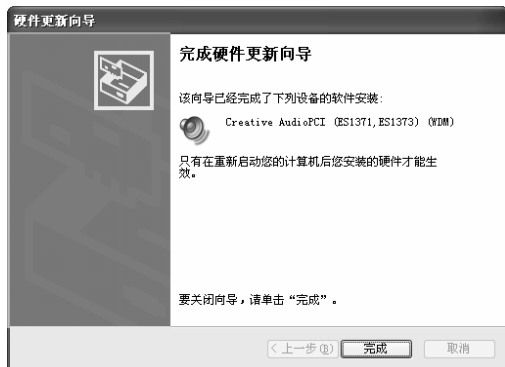 硬件更新向导
完成硬件更新向导
该向导已经完成了下列设备的软件安装:
Creative AudioPCI (ES1371,ES1373) (WDM)
只有在重新启动您的计算机后您安装的硬件才能生
效。
要关闭向导，请单击“完成”。
<上一步(B) 完成 取消